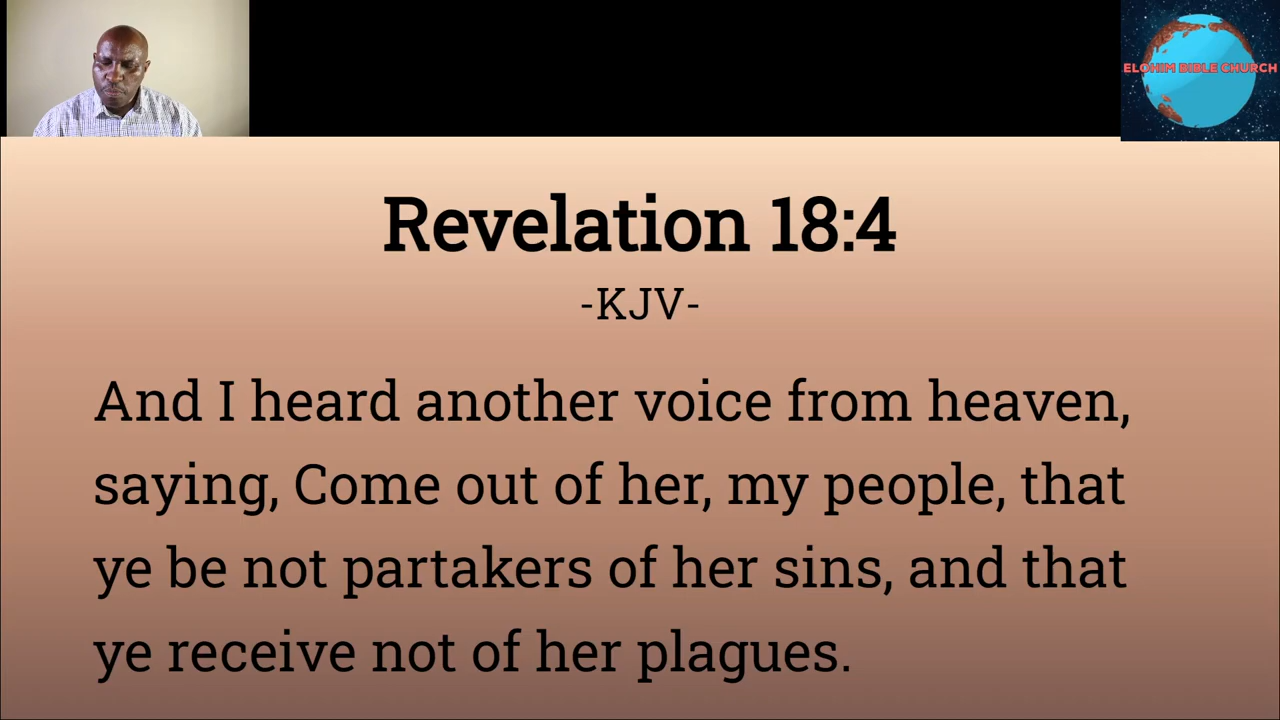 ELOHIM BIBLE CHURCH
Revelation 18:4
-KJV-
And I heard another voice from heaven,
saying, Come out of her, my people, that
ye be not partakers of her sins, and that
ye receive not of her plagues.